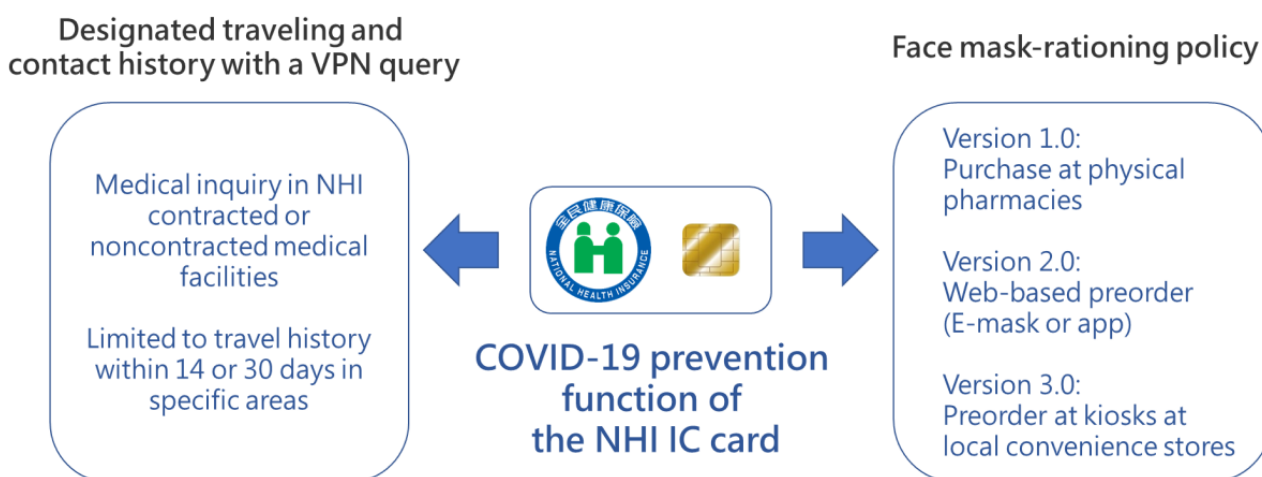 Designated traveling and
contact history with a VPN query
Medical inquiry in NHI
contracted or
noncontracted medical
facilities
Limited to travel history
within 14 or 30 days in
specific areas
全民健康保險
NATIONAL HEALTH INSURANCE
COVID-19 prevention
function of
the NHI IC card
Face mask-rationing policy
Version 1.0:
Purchase at physical
pharmacies
Version 2.0:
Web-based preorder
(E-mask or app)
Version 3.0:
Preorder at kiosks at
local convenience stores